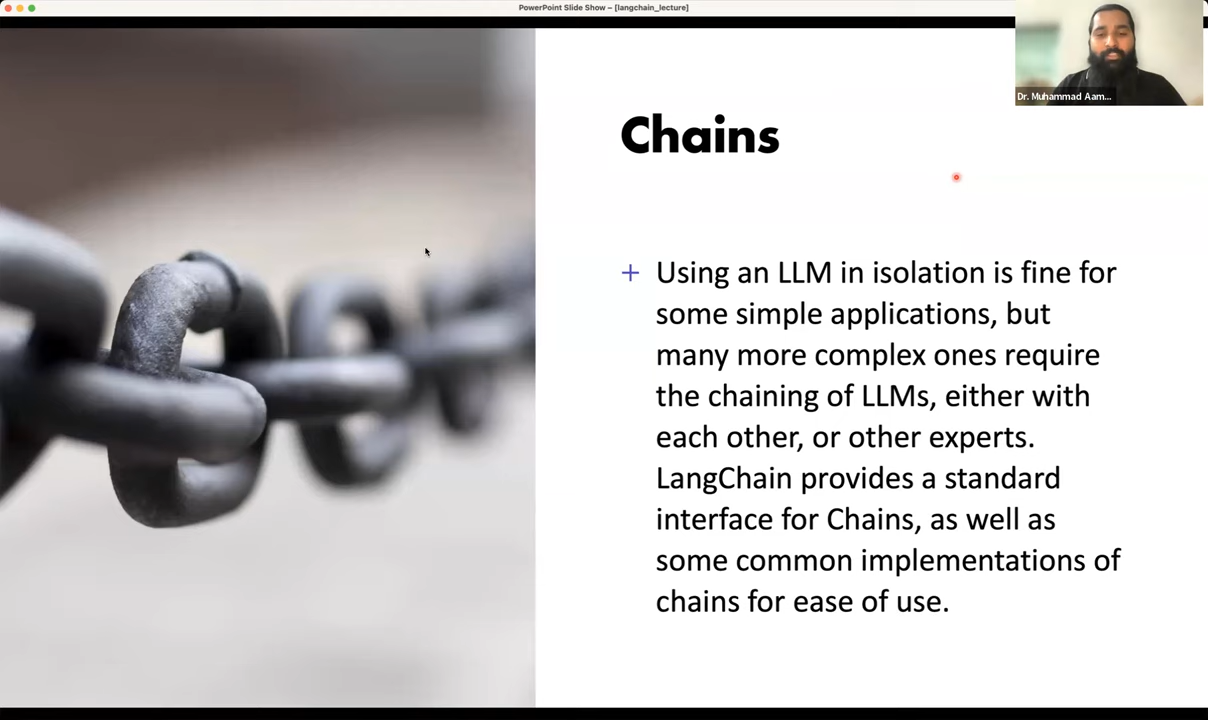 PowerPoint Slide Show – [langchain_lecture]
Dr. Muhammad Aam...
Chains
+ Using an LLM in isolation is fine for
some simple applications, but
many more complex ones require
the chaining of LLMs, either with
each other, or other experts.
LangChain provides a standard
interface for Chains, as well as
some common implementations of
chains for ease of use.